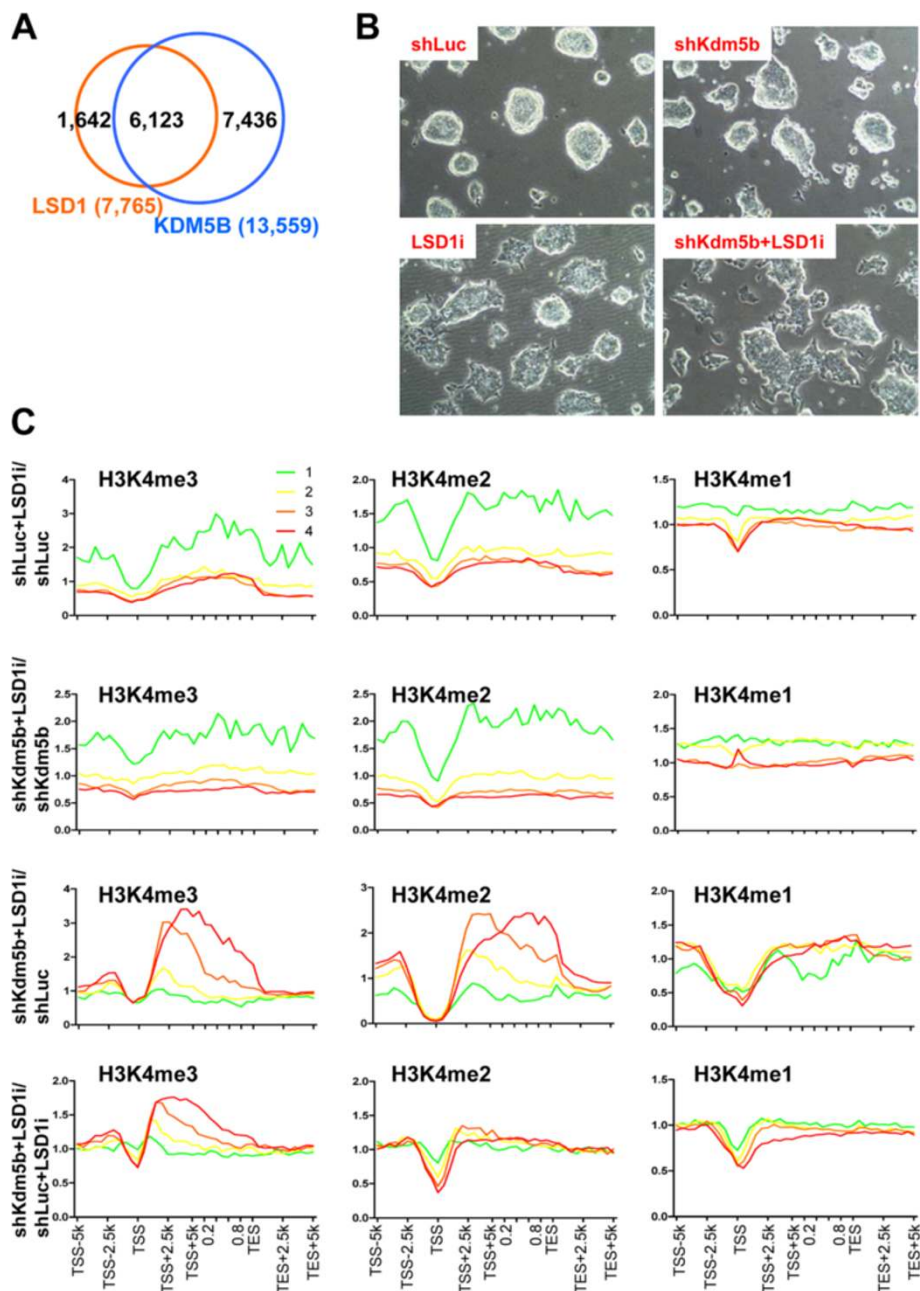 A
1,642 6,123 7,436
LSD1 (7,765)
KDM5B (13,559)
B
shLuc
shKdm5b
LSD1i
shKdm5b+LSD1i
C
shLuc+LSD1i/
shLuc
H3K4me3
4
3
2
1
0
1
2
3
4
H3K4me2
2.0
1.5
1.0
0.5
0.0
H3K4me1
1.5
1.0
0.5
0.0
shKdm5b+LSD1i/
shKdm5b
H3K4me3
2.5
2.0
1.5
1.0
0.5
0.0
H3K4me2
2.5
2.0
1.5
1.0
0.5
0.0
H3K4me1
2.5
2.0
1.5
1.0
0.5
0.0
shKdm5b+LSD1i/
shLuc
H3K4me3
4
3
2
1
0
H3K4me2
3
2
1
0
H3K4me1
2.0
1.5
1.0
0.5
0.0
shKdm5b+LSD1i/
shLuc+LSD1i
H3K4me3
2.0
1.5
1.0
0.5
0.0
H3K4me2
2.0
1.5
1.0
0.5
0.0
H3K4me1
1.5
1.0
0.5
0.0
TSS-5k
TSS-2.5k
TSS
TSS+2.5k
TSS+5k
0.2
0.8
TES
TES+2.5k
TES+5k
TSS-5k
TSS-2.5k
TSS
TSS+2.5k
TSS+5k
0.2
0.8
TES
TES+2.5k
TES+5k
TSS-5k
TSS-2.5k
TSS
TSS+2.5k
TSS+5k
0.2
0.8
TES
TES+2.5k
TES+5k